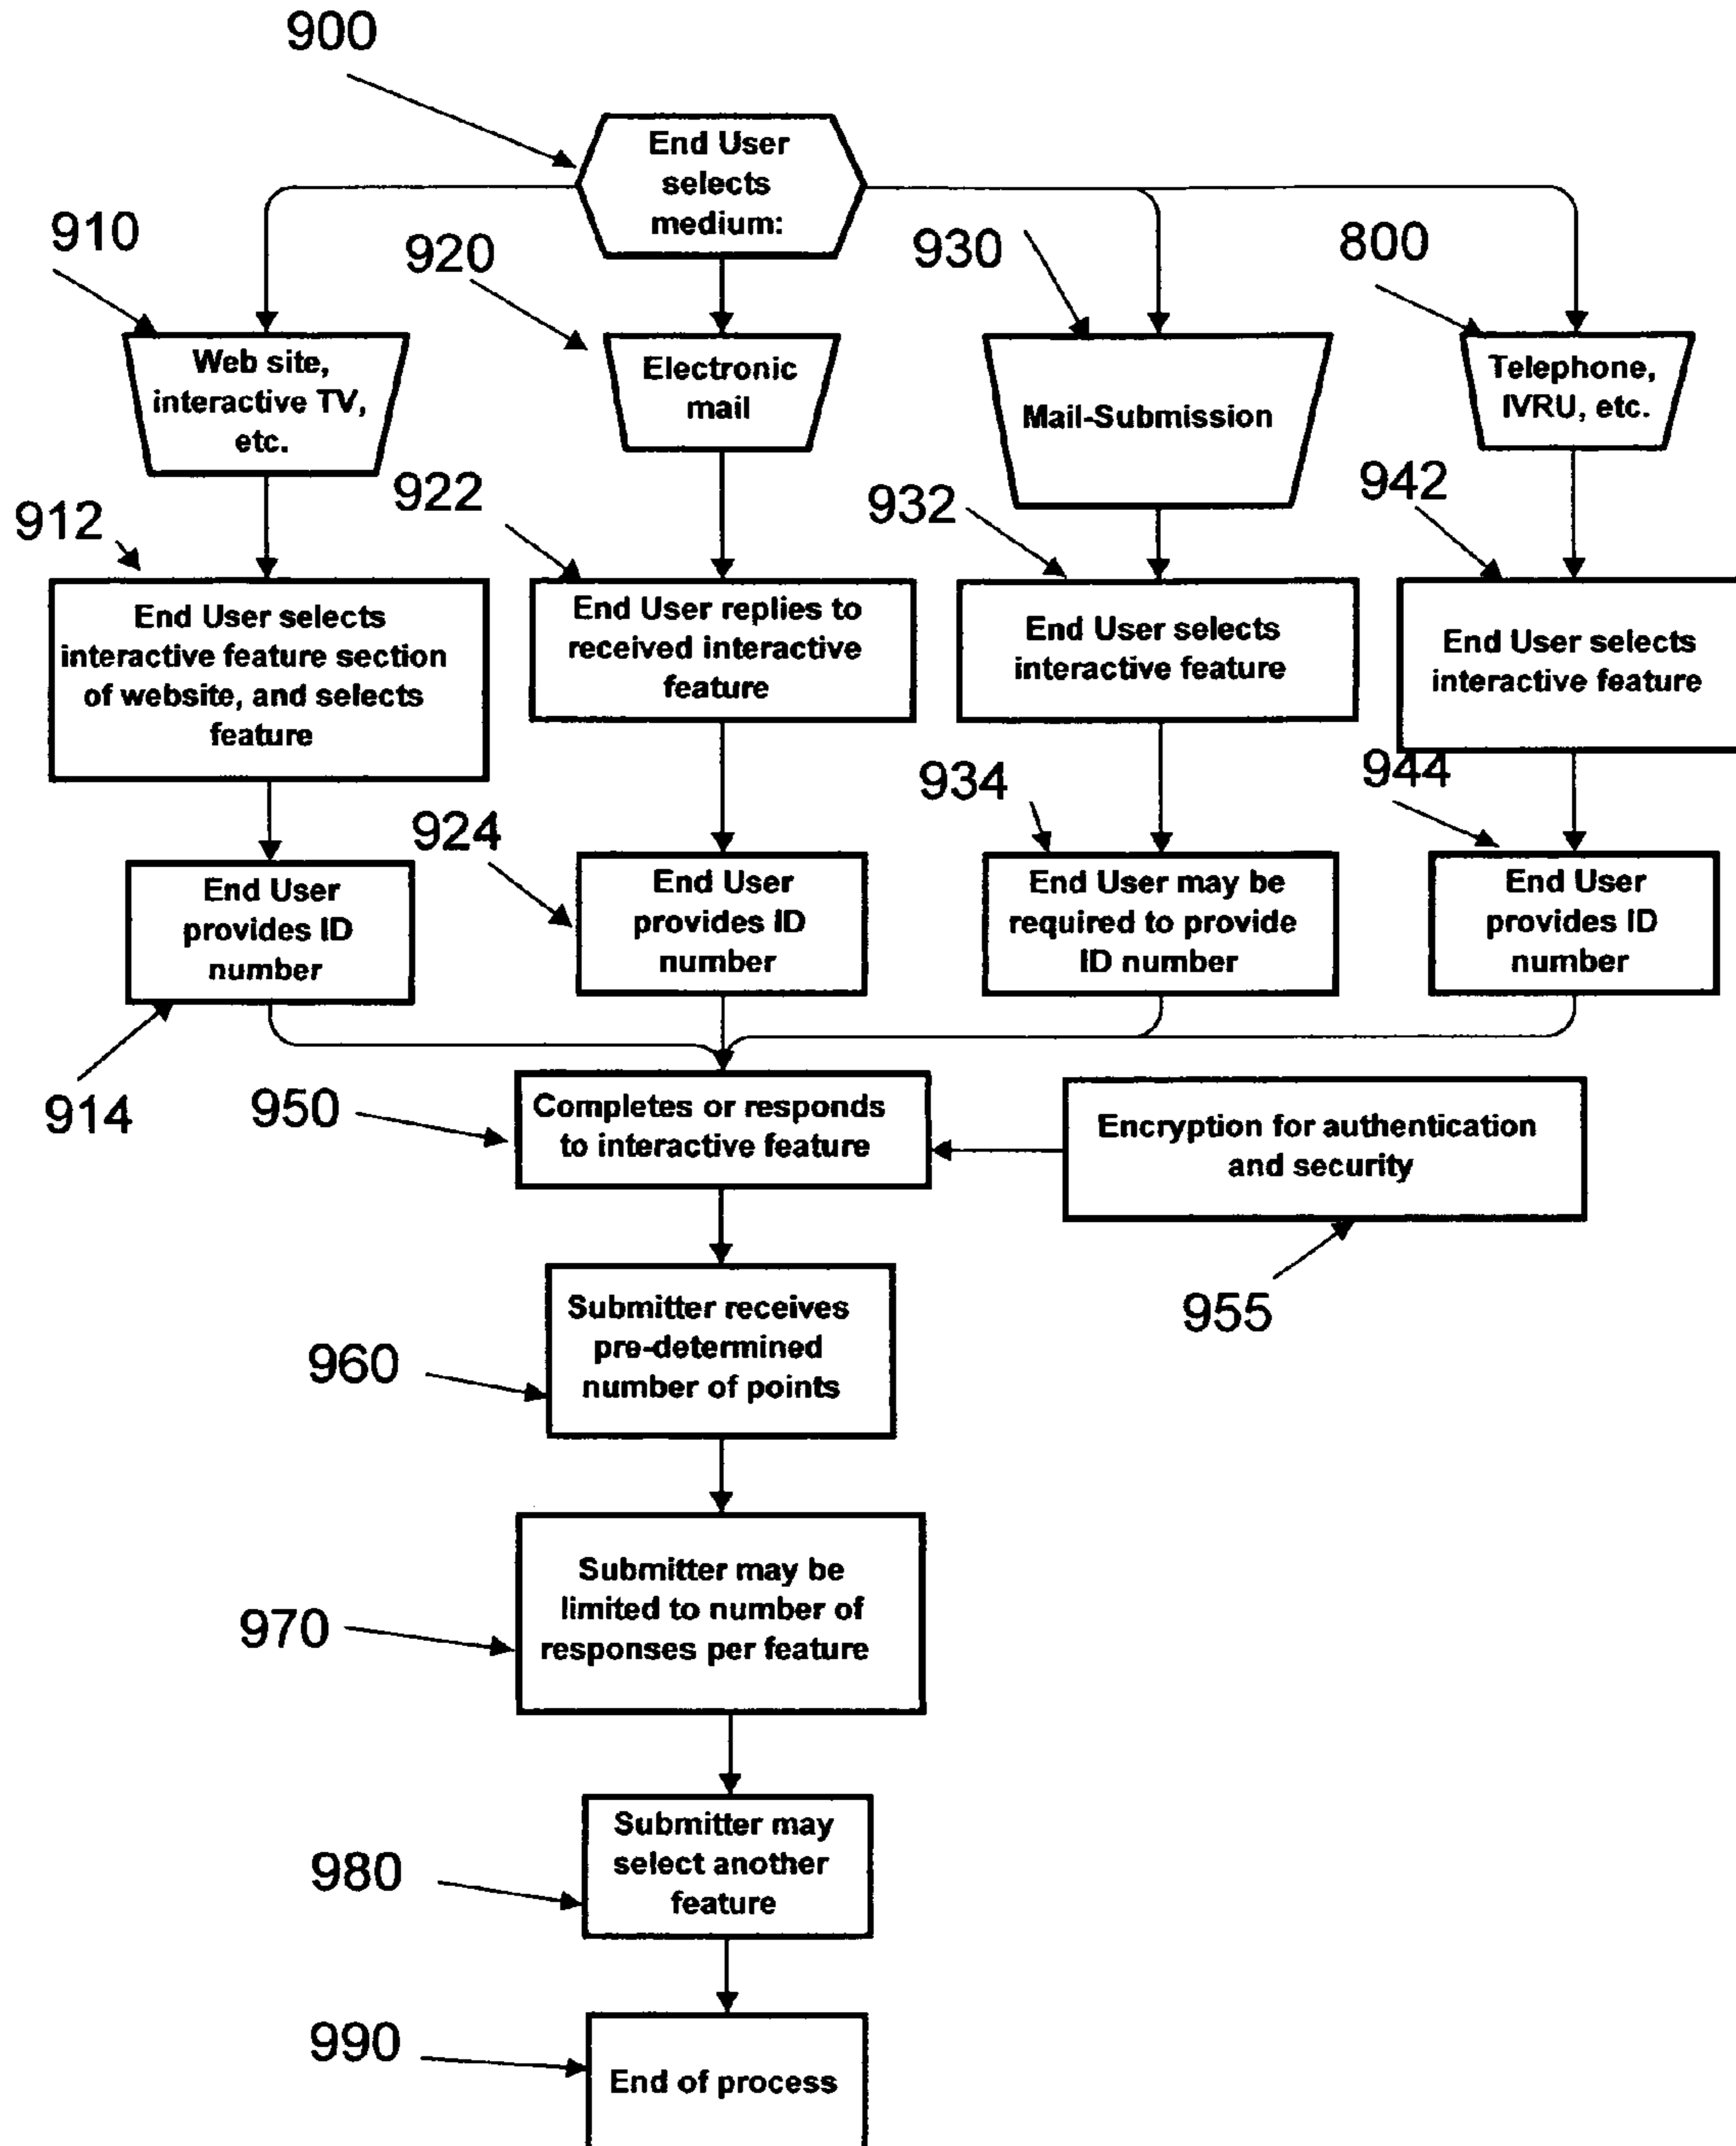 900
End User
selects
medium:
910
920
930
800
Web site,
interactive TV,
etc.
Electronic
mail
Mail-Submission
Telephone,
IVRU, etc.
912
922
932
942
End User selects
interactive feature section
of website, and selects
feature
End User replies to
received interactive
feature
End User selects
interactive feature
End User selects
interactive feature
914
924
934
944
End User
provides ID
number
End User
provides ID
number
End User may be
required to provide
ID number
End User
provides ID
number
950
Completes or responds
to interactive feature
Encryption for authentication
and security
955
960
Submitter receives
pre-determined
number of points
970
Submitter may be
limited to number of
responses per feature
980
Submitter may
select another
feature
990
End of process